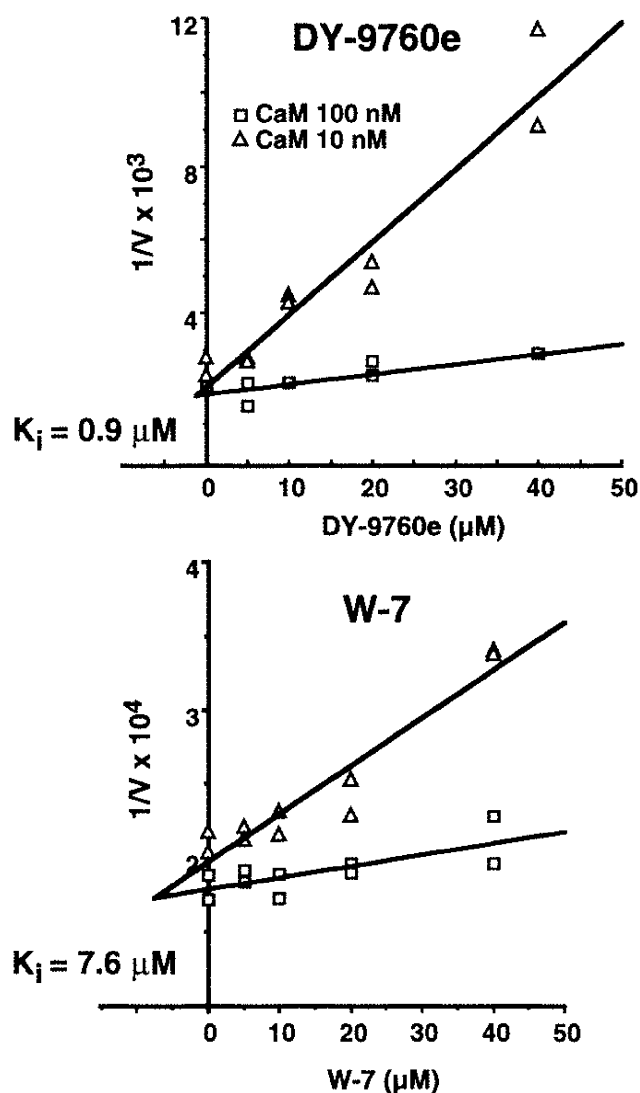 DY-9760e
12
8
4
1/V x 10³
□ CaM 100 nM
△ CaM 10 nM
Kᵢ = 0.9 μM
0 10 20 30 40 50
DY-9760e (μM)
W-7
4
3
2
1/V x 10⁴
Kᵢ = 7.6 μM
0 10 20 30 40 50
W-7 (μM)